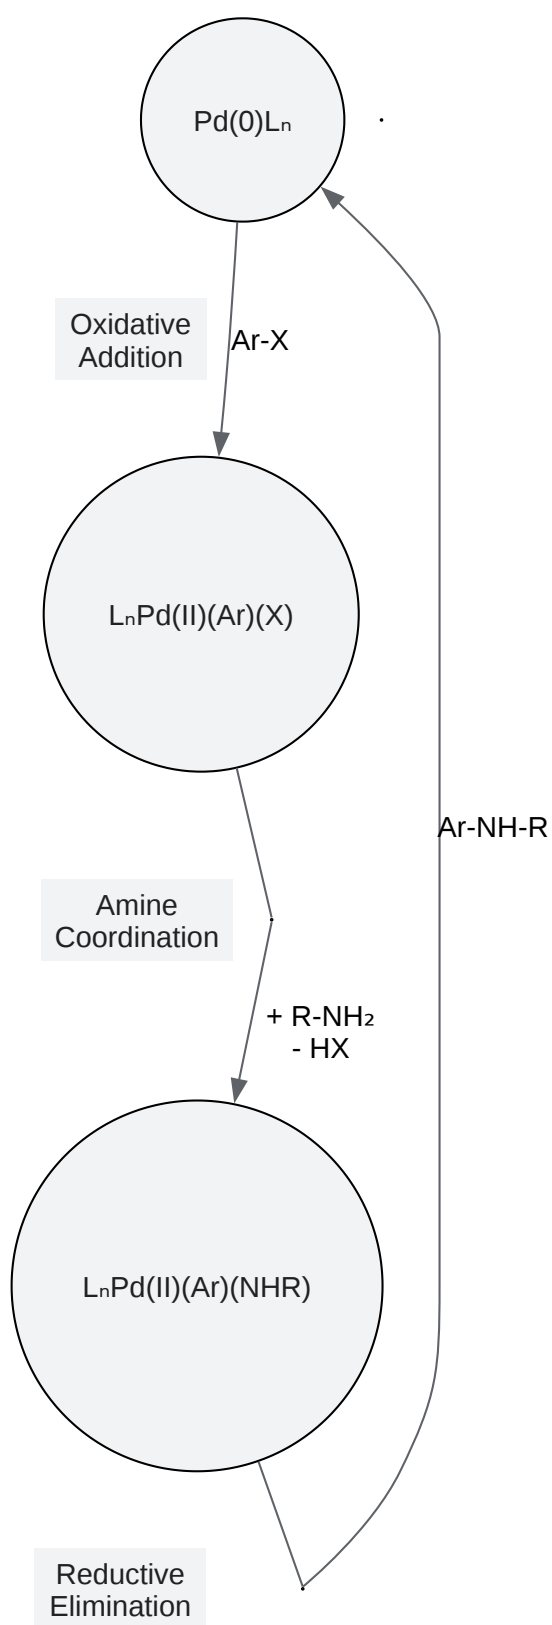 Pd(0)Lₙ
Oxidative
Addition
Ar-X
LₙPd(II)(Ar)(X)
Ar-NH-R
Amine
Coordination
+ R-NH₂
- HX
LₙPd(II)(Ar)(NHR)
Reductive
Elimination